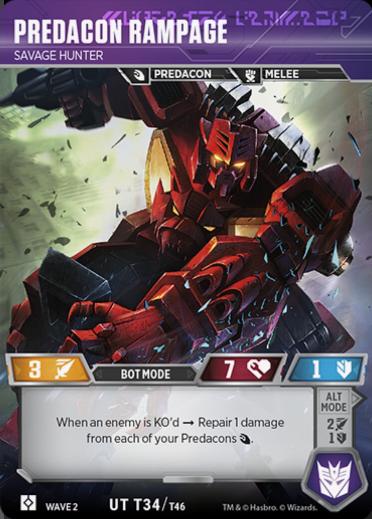 PREDACON RAMPAGE
SAVAGE HUNTER
PREDACON MELEE
3 BOT MODE 7 1
ALT
MODE
2
1
When an enemy is KO'd → Repair 1 damage
from each of your Predacons.
WAVE 2 UT T34/T46 TM & © Hasbro. © Wizards.